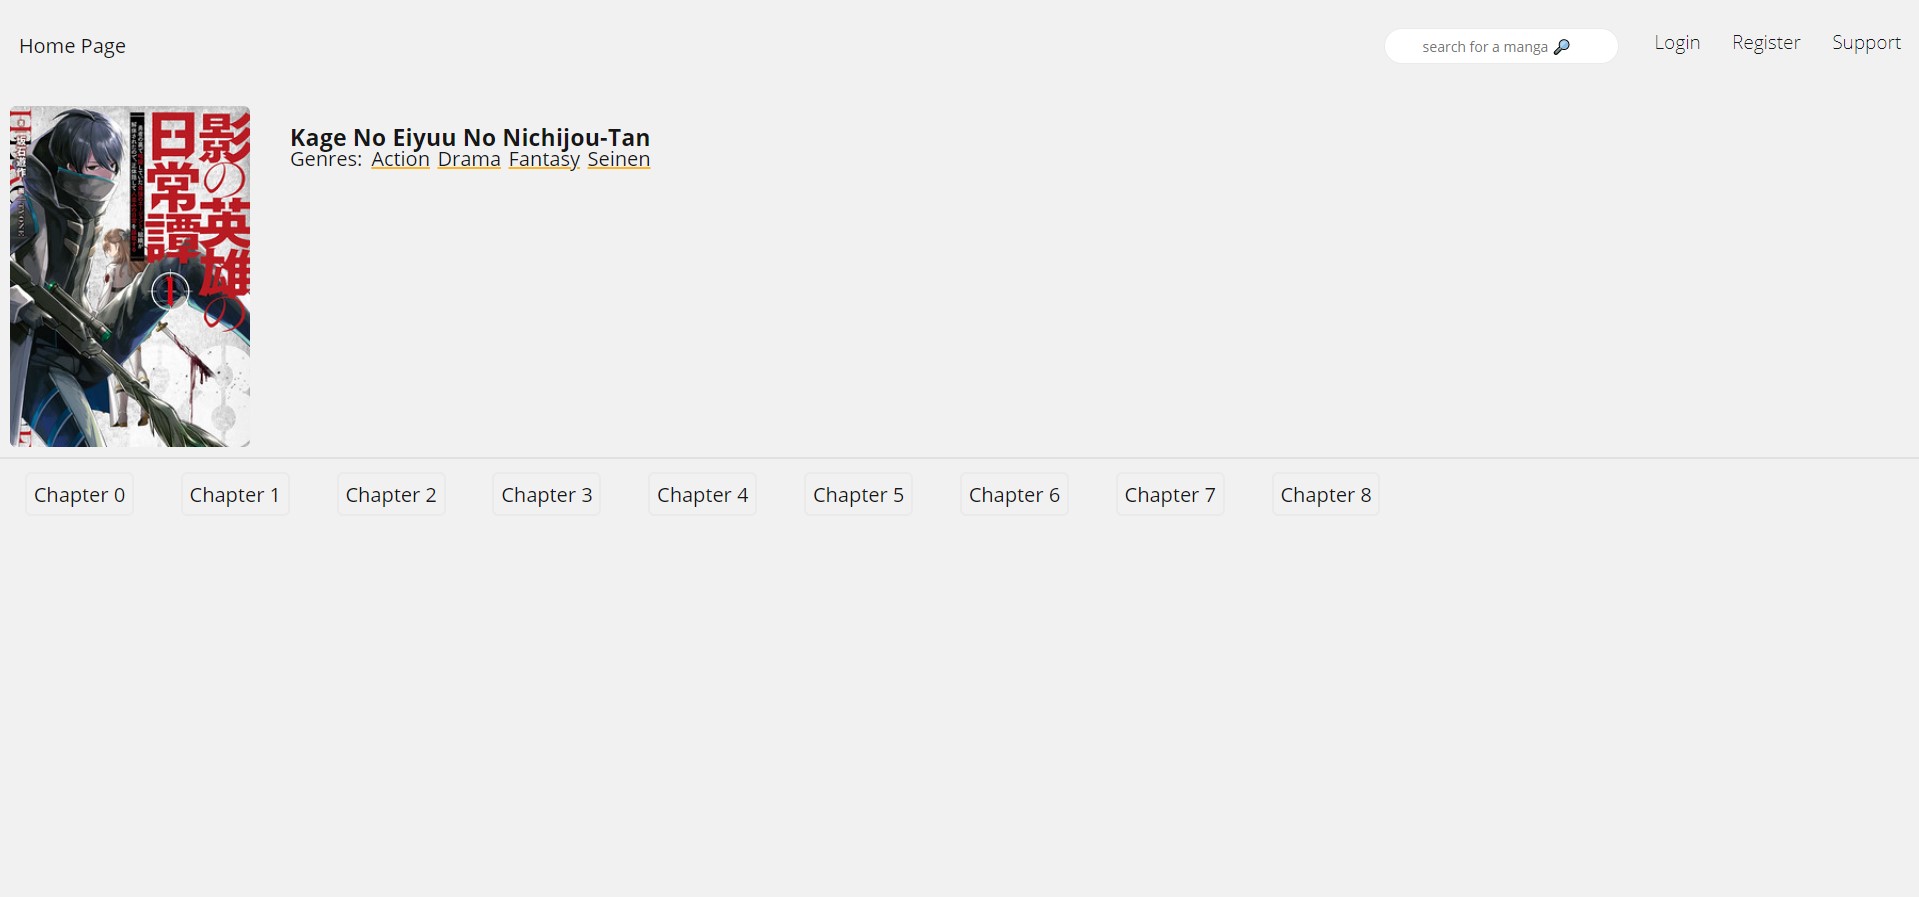 Home Page
search for a manga 🔎
Login
Register
Support
影の英雄の
日常譚
1
Kage No Eiyuu No Nichijou-Tan
Genres: Action Drama Fantasy Seinen
Chapter 0
Chapter 1
Chapter 2
Chapter 3
Chapter 4
Chapter 5
Chapter 6
Chapter 7
Chapter 8